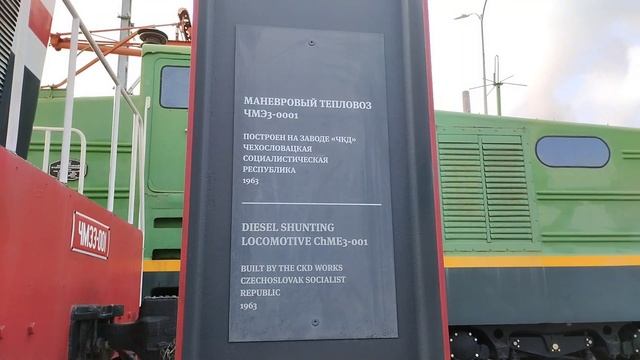 МАНЕВРОВЫЙ ТЕПЛОВОЗ
ЧМЭ3-0001
ПОСТРОЕН НА ЗАВОДЕ «ЧКД»
ЧЕХОСЛОВАЦКАЯ
СОЦИАЛИСТИЧЕСКАЯ
РЕСПУБЛИКА
1963
DIESEL SHUNTING
LOCOMOTIVE ChME3-001
BUILT BY THE CKD WORKS
CZECHOSLOVAK SOCIALIST
REPUBLIC
1963
ЧМЭ3-001